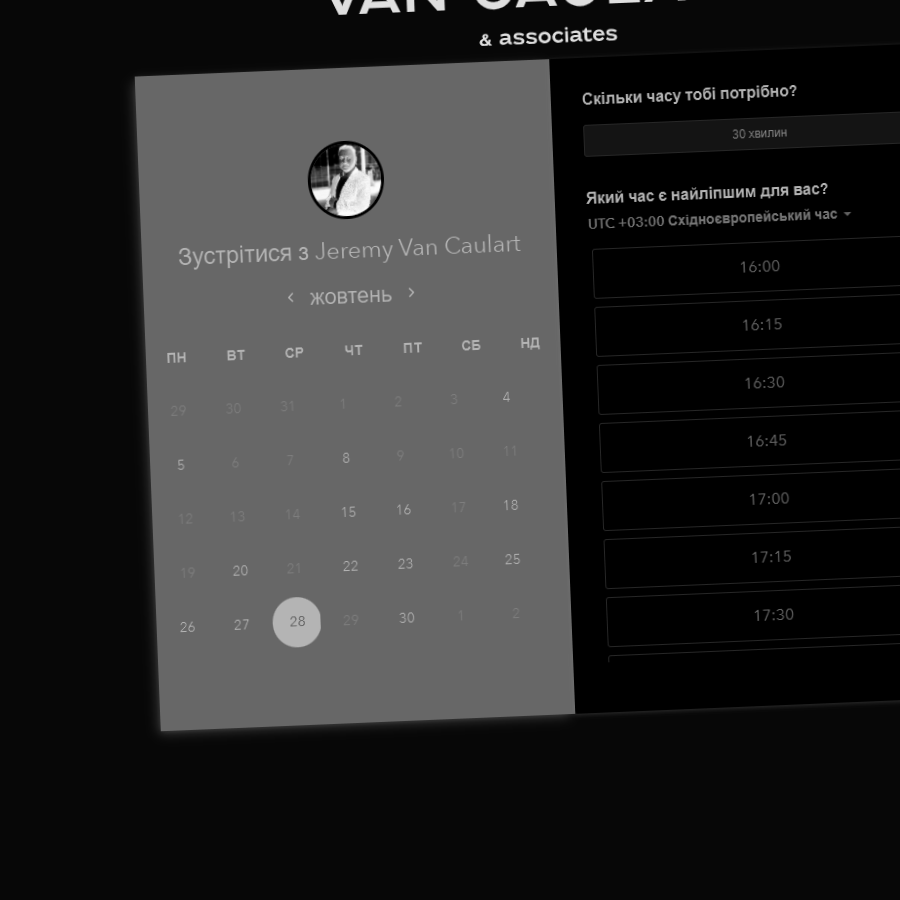 & associates
Зустрітися з Jeremy Van Caulart
‹ жовтень ›
ПН ВТ СР ЧТ ПТ СБ НД
29 30 31 1 2 3 4
5 6 7 8 9 10 11
12 13 14 15 16 17 18
19 20 21 22 23 24 25
26 27 28 29 30 1 2
Скільки часу тобі потрібно?
30 хвилин
Який час є найліпшим для вас?
UTC +03:00 Східноєвропейський час
16:00
16:15
16:30
16:45
17:00
17:15
17:30